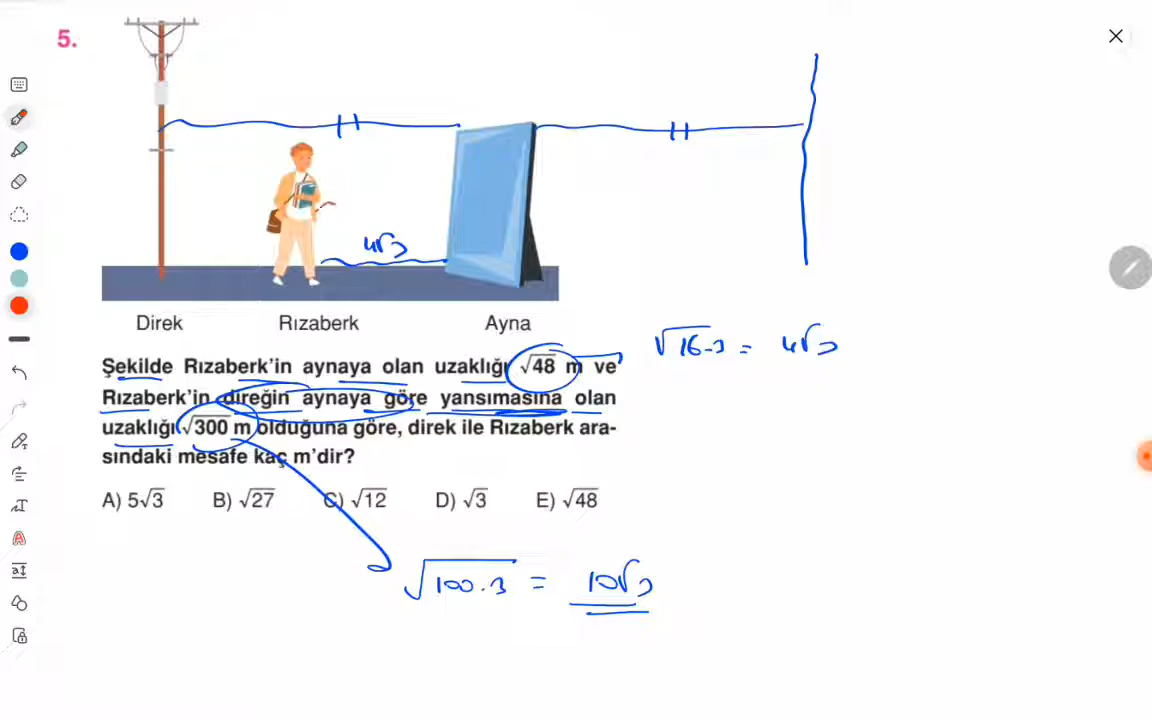 5.
4√3
Direk Rızaberk Ayna
√16.3 = 4√3
Şekilde Rızaberk'in aynaya olan uzaklığı √48 m ve
Rızaberk'in direğin aynaya göre yansımasına olan
uzaklığı √300 m olduğuna göre, direk ile Rızaberk ara-
sındaki mesafe kaç m'dir?
A) 5√3 B) √27 C) √12 D) √3 E) √48
√100.3 = 10√3